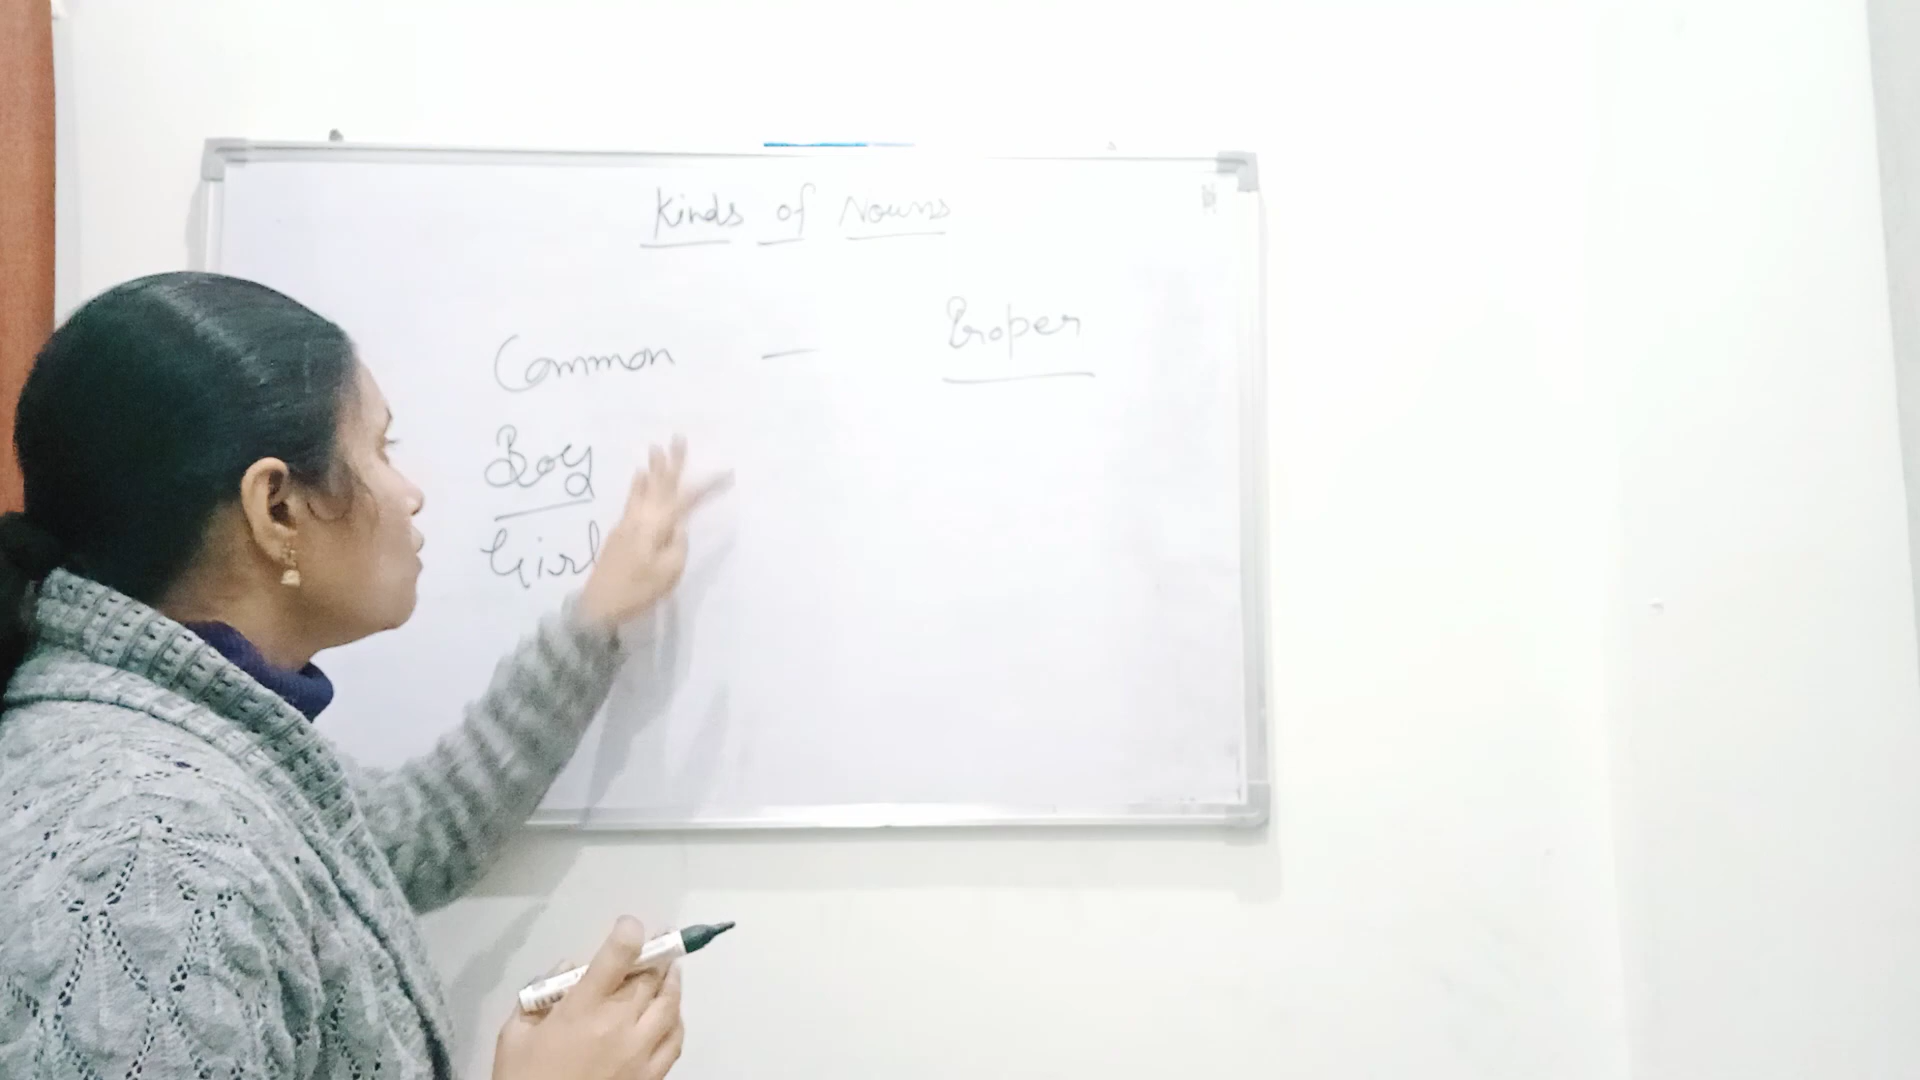 Kinds of Nouns
Common — Proper
Boy
Girl